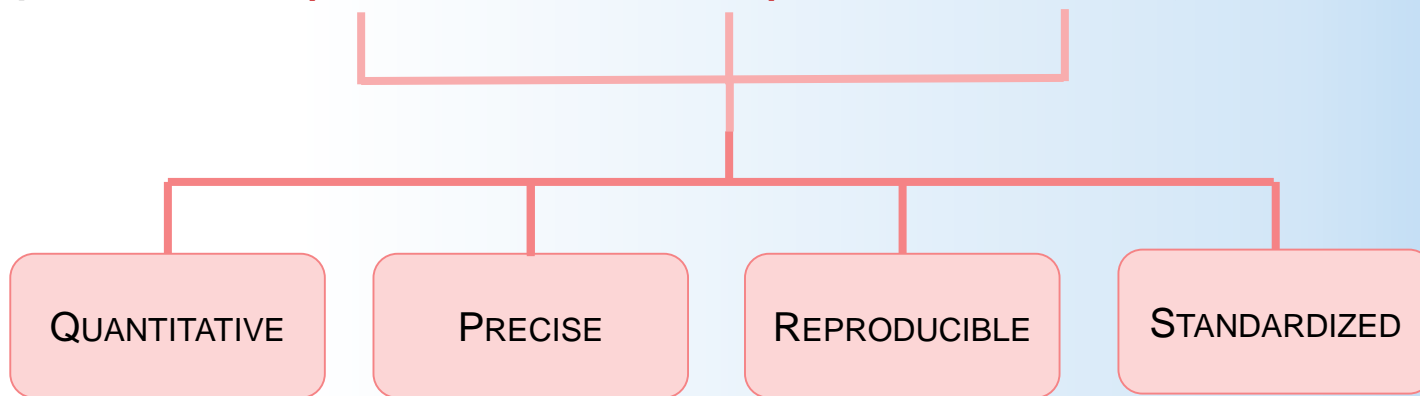 QUANTITATIVE
PRECISE
REPRODUCIBLE
STANDARDIZED